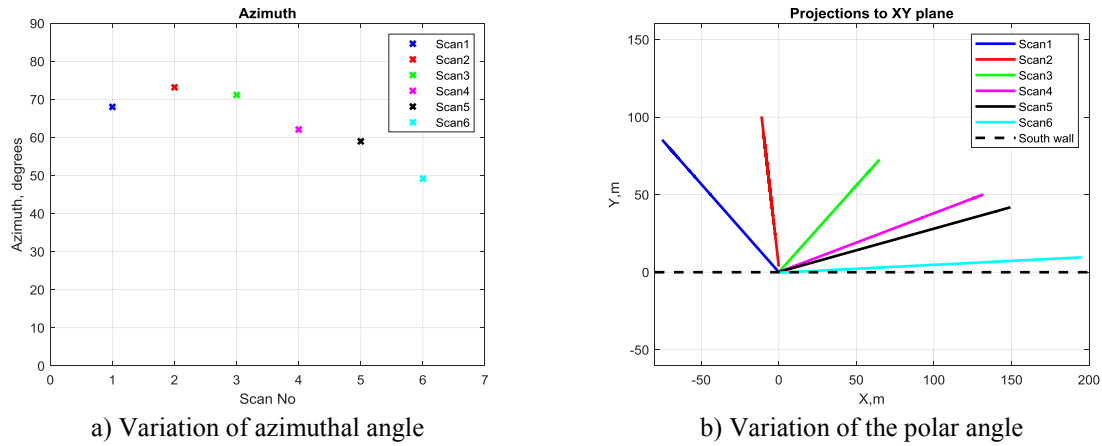 Azimuth
90
80
70
60
50
40
30
20
10
0
Azimuth, degrees
0 1 2 3 4 5 6 7
Scan No
Scan1
Scan2
Scan3
Scan4
Scan5
Scan6
a) Variation of azimuthal angle
Projections to XY plane
150
100
50
0
-50
Y,m
-50 0 50 100 150 200
X,m
Scan1
Scan2
Scan3
Scan4
Scan5
Scan6
South wall
b) Variation of the polar angle